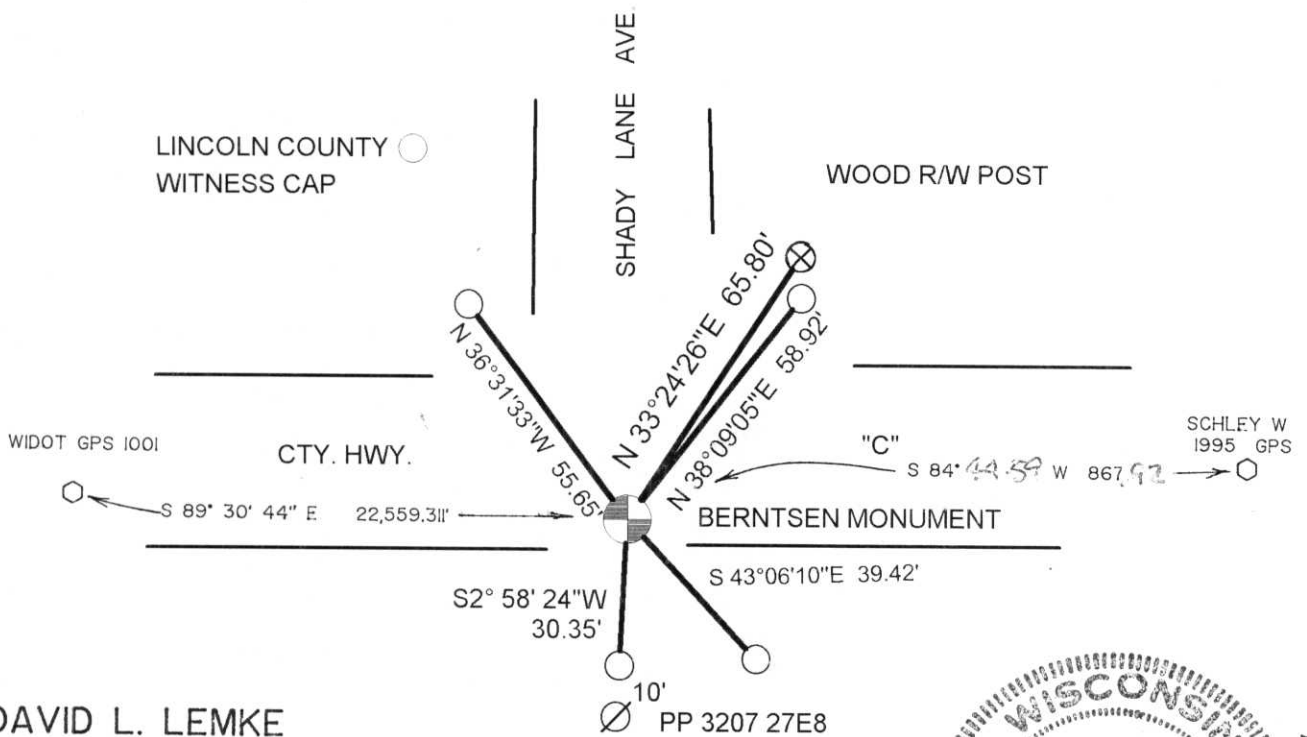 SHADY LANE AVE.
LINCOLN COUNTY
WITNESS CAP
WOOD R/W POST
N 33°24'26"E 65.80'
N 36°31'33"W 55.65'
N 38°09'05"E 58.92'
WIDOT GPS 1001
CTY. HWY.
"C"
SCHLEY W
1995 GPS
S 84° W 867.92
S 89° 30' 44" E 22,559.311'
BERNTSEN MONUMENT
S 43°06'10"E 39.42'
S2° 58' 24"W
30.35'
10'
PP 3207 27E8
DAVID L. LEMKE
WISCONSIN